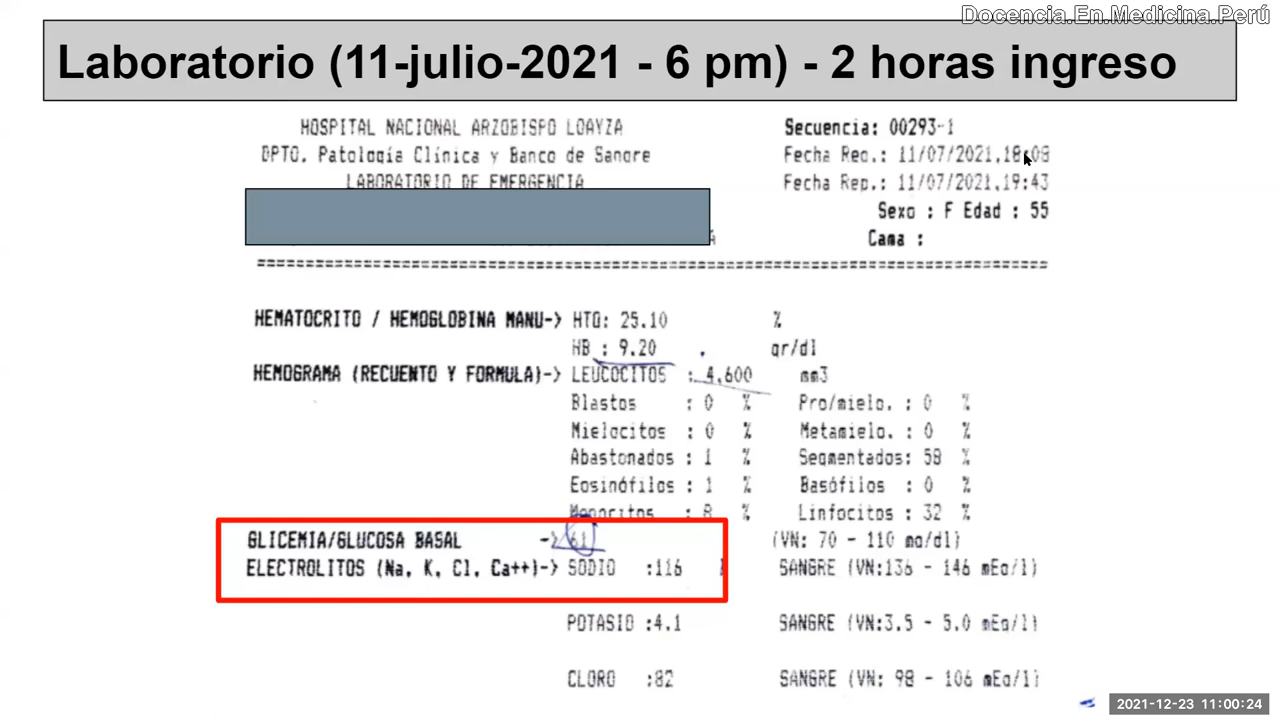 Docencia.En.Medicina.Perú
Laboratorio (11-julio-2021 - 6 pm) - 2 horas ingreso
HOSPITAL NACIONAL ARZOBISPO LOAYZA
DPTO. Patología Clínica y Banco de Sangre
LABORATORIO DE EMERGENCIA
Secuencia: 00293-1
Fecha Rec.: 11/07/2021,18:08
Fecha Rep.: 11/07/2021,19:43
Sexo : F Edad : 55
Cama :
HEMATOCRITO / HEMOGLOBINA MANU-> HTO: 25.10 %
HB : 9.20 gr/dl
HEMOGRAMA (RECUENTO Y FORMULA)-> LEUCOCITOS : 4,600 mm3
Blastos : 0 % Pro/mielo. : 0 %
Mielocitos : 0 % Metamielo. : 0 %
Abastonados : 1 % Segmentados: 58 %
Eosinófilos : 1 % Basófilos : 0 %
Monocitos : 8 % Linfocitos : 32 %
GLICEMIA/GLUCOSA BASAL -> 61 (VN: 70 - 110 mg/dl)
ELECTROLITOS (Na, K, Cl, Ca++)-> SODIO :116 SANGRE (VN:136 - 146 mEq/l)
POTASIO :4.1 SANGRE (VN:3.5 - 5.0 mEq/l)
CLORO :82 SANGRE (VN: 98 - 106 mEq/l)
2021-12-23 11:00:24